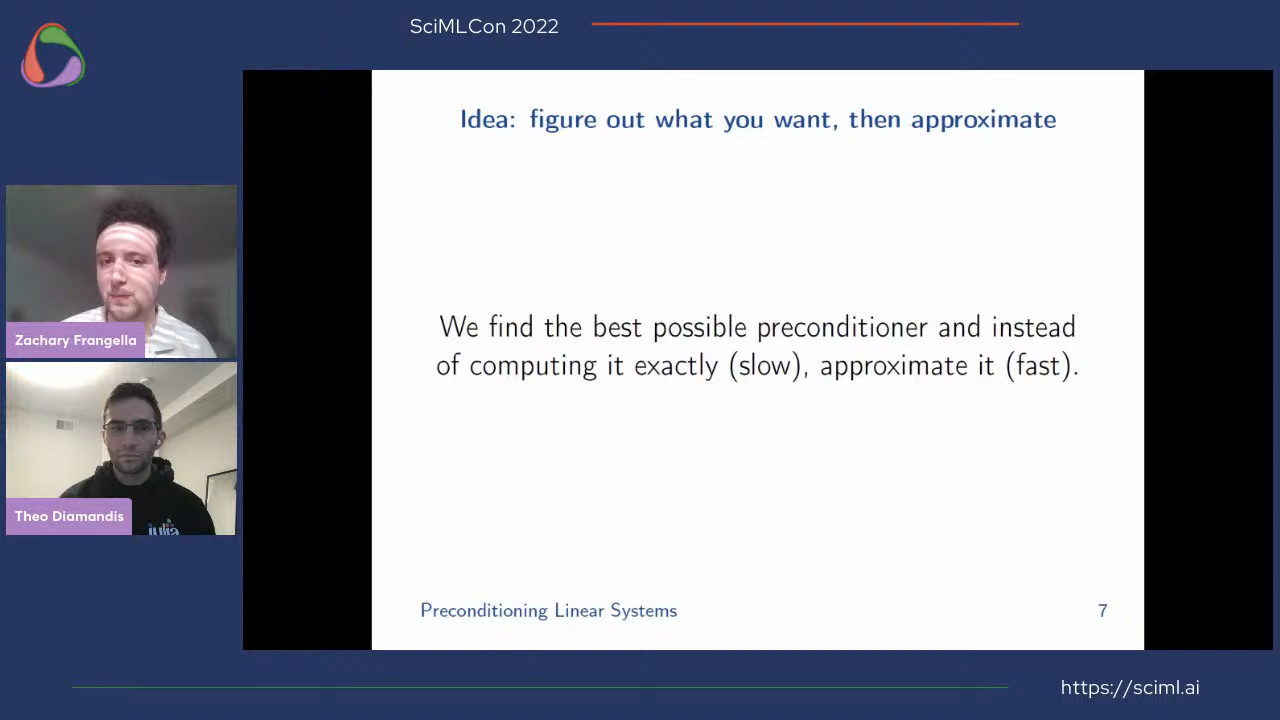 SciMLCon 2022
Idea: figure out what you want, then approximate
We find the best possible preconditioner and instead
of computing it exactly (slow), approximate it (fast).
Zachary Frangella
Theo Diamandis
julia
Preconditioning Linear Systems
7
https://sciml.ai